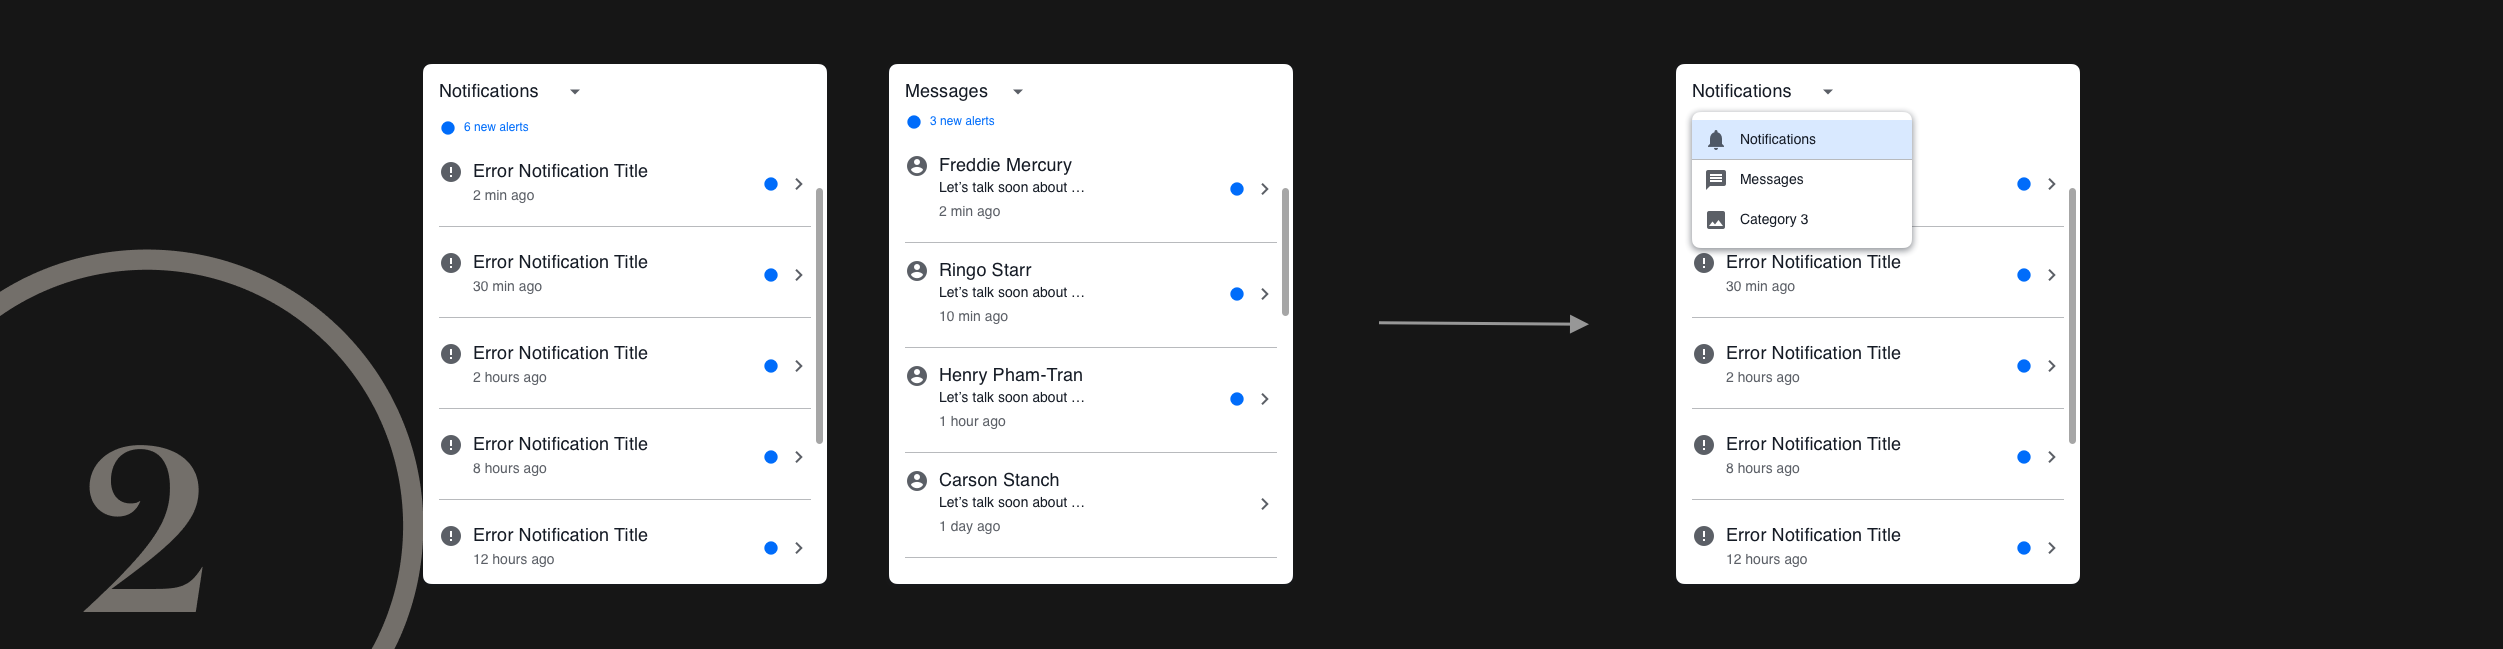 2
Notifications
6 new alerts
Error Notification Title
2 min ago
Error Notification Title
30 min ago
Error Notification Title
2 hours ago
Error Notification Title
8 hours ago
Error Notification Title
12 hours ago
Messages
3 new alerts
Freddie Mercury
Let's talk soon about ...
2 min ago
Ringo Starr
Let's talk soon about ...
10 min ago
Henry Pham-Tran
Let's talk soon about ...
1 hour ago
Carson Stanch
Let's talk soon about ...
1 day ago
Notifications
Notifications
Messages
Category 3
Error Notification Title
30 min ago
Error Notification Title
2 hours ago
Error Notification Title
8 hours ago
Error Notification Title
12 hours ago